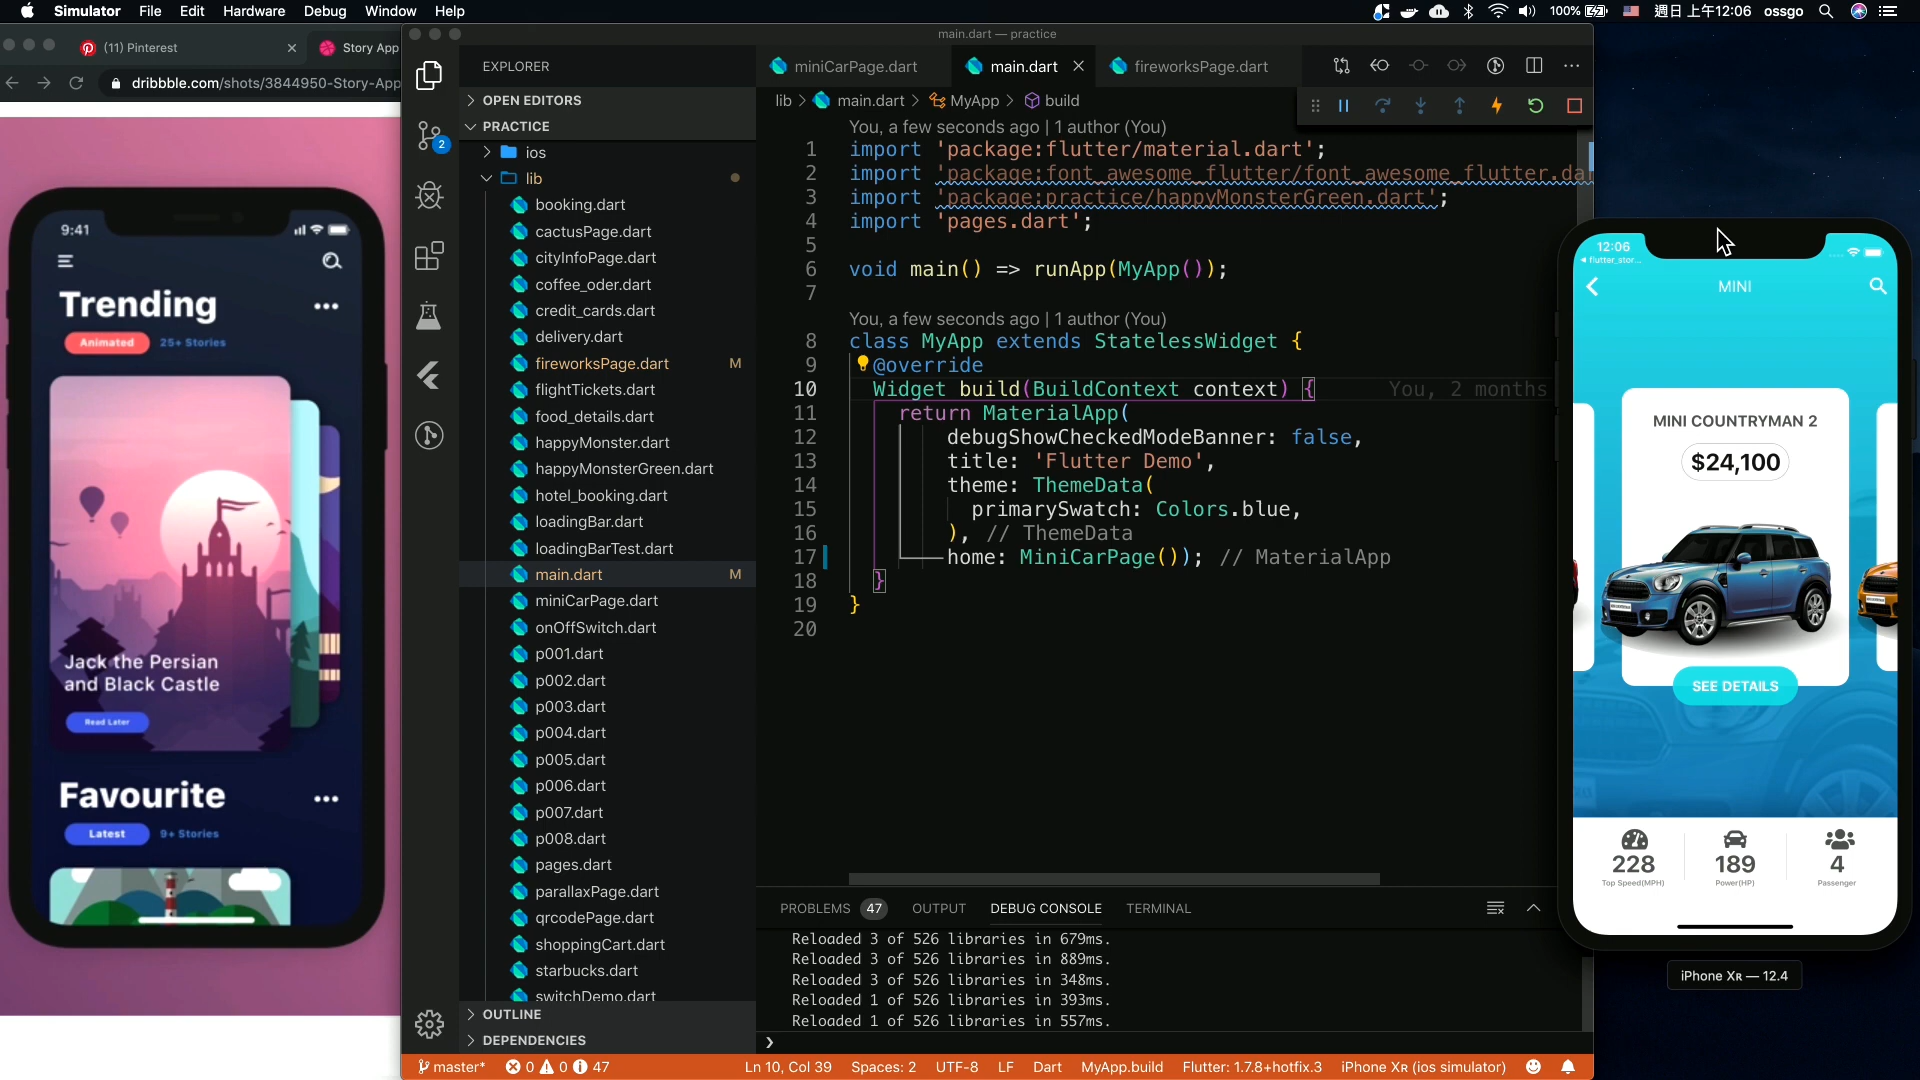 Simulator File Edit Hardware Debug Window Help
100% 週日 上午12:06 ossgo
(11) Pinterest
Story App
dribbble.com/shots/3844950-Story-App
9:41
Trending
Animated 25+ Stories
Jack the Persian
and Black Castle
Read Later
Favourite
Latest 9+ Stories
main.dart — practice
EXPLORER
OPEN EDITORS
PRACTICE
ios
lib
booking.dart
cactusPage.dart
cityInfoPage.dart
coffee_oder.dart
credit_cards.dart
delivery.dart
fireworksPage.dart M
flightTickets.dart
food_details.dart
happyMonster.dart
happyMonsterGreen.dart
hotel_booking.dart
loadingBar.dart
loadingBarTest.dart
main.dart M
miniCarPage.dart
onOffSwitch.dart
p001.dart
p002.dart
p003.dart
p004.dart
p005.dart
p006.dart
p007.dart
p008.dart
pages.dart
parallaxPage.dart
qrcodePage.dart
shoppingCart.dart
starbucks.dart
switchDemo.dart
OUTLINE
DEPENDENCIES
2
miniCarPage.dart main.dart fireworksPage.dart
lib > main.dart > MyApp > build
You, a few seconds ago | 1 author (You)
1 import 'package:flutter/material.dart';
2 import 'package:font_awesome_flutter/font_awesome_flutter.dar
3 import 'package:practice/happyMonsterGreen.dart';
4 import 'pages.dart';
5
6 void main() => runApp(MyApp());
7
You, a few seconds ago | 1 author (You)
8 class MyApp extends StatelessWidget {
9 @override
10 Widget build(BuildContext context) { You, 2 months
11 return MaterialApp(
12 debugShowCheckedModeBanner: false,
13 title: 'Flutter Demo',
14 theme: ThemeData(
15 primarySwatch: Colors.blue,
16 ), // ThemeData
17 home: MiniCarPage()); // MaterialApp
18 }
19 }
20
PROBLEMS 47 OUTPUT DEBUG CONSOLE TERMINAL
Reloaded 3 of 526 libraries in 679ms.
Reloaded 3 of 526 libraries in 889ms.
Reloaded 3 of 526 libraries in 348ms.
Reloaded 1 of 526 libraries in 393ms.
Reloaded 1 of 526 libraries in 557ms.
master* 0 0 47 Ln 10, Col 39 Spaces: 2 UTF-8 LF Dart MyApp.build Flutter: 1.7.8+hotfix.3 iPhone Xʀ (ios simulator)
12:06
flutter_stor...
MINI
MINI COUNTRYMAN 2
$24,100
SEE DETAILS
228 189 4
Top Speed(MPH) Power(HP) Passenger
iPhone Xʀ — 12.4